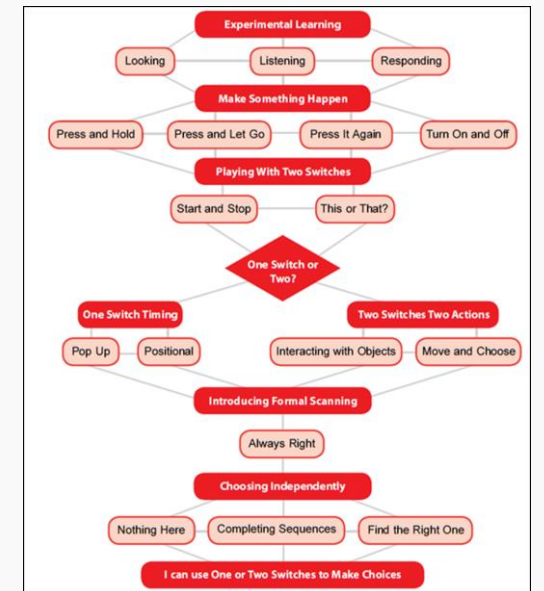 Experimental Learning
Looking
Listening
Responding
Make Something Happen
Press and Hold
Press and Let Go
Press It Again
Turn On and Off
Playing With Two Switches
Start and Stop
This or That?
One Switch or
Two?
One Switch Timing
Two Switches Two Actions
Pop Up
Positional
Interacting with Objects
Move and Choose
Introducing Formal Scanning
Always Right
Choosing Independently
Nothing Here
Completing Sequences
Find the Right One
I can use One or Two Switches to Make Choices